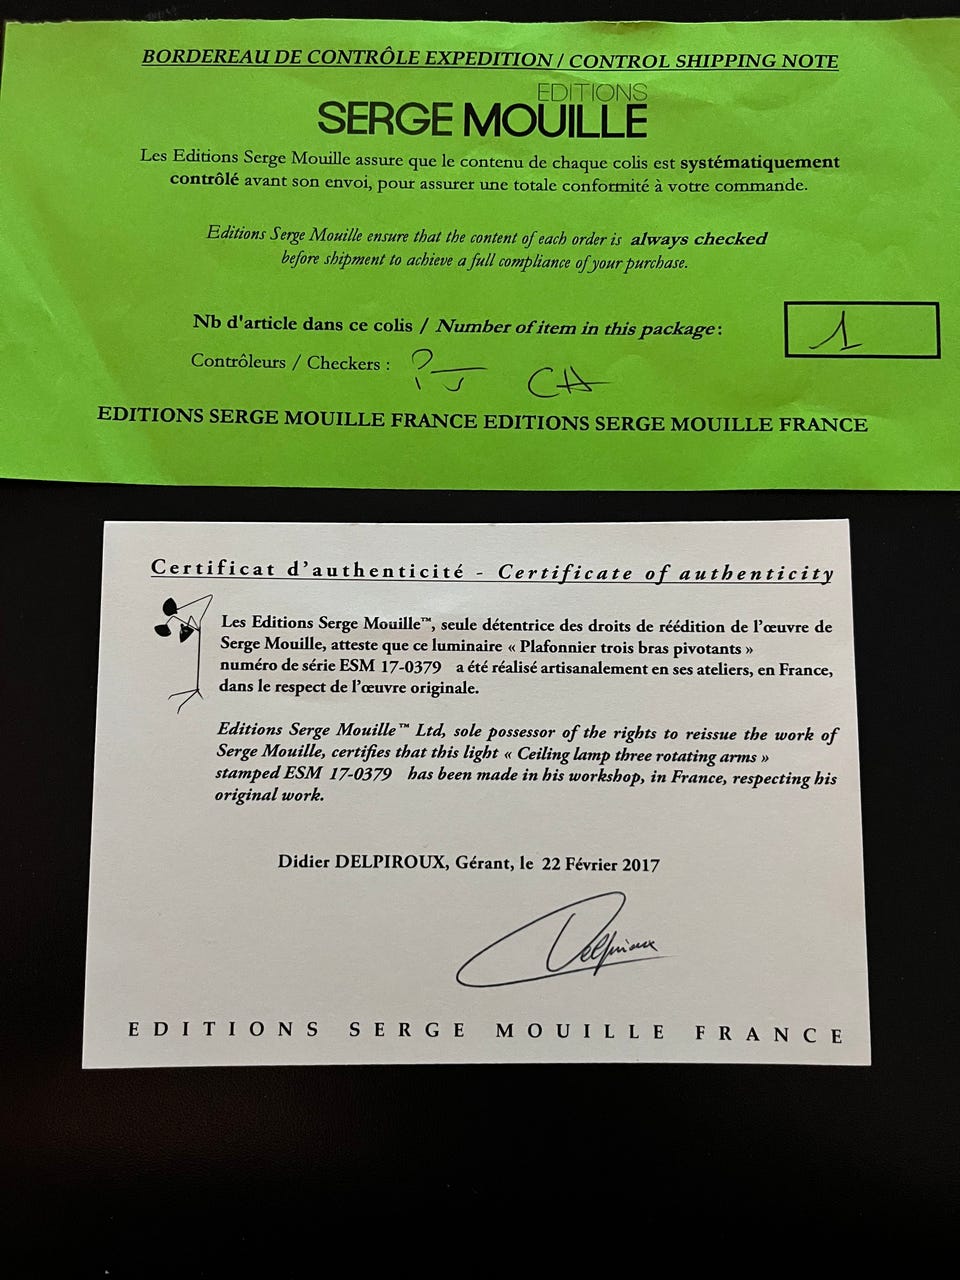 BORDEREAU DE CONTRÔLE EXPEDITION / CONTROL SHIPPING NOTE
EDITIONS
SERGE MOUILLE
Les Editions Serge Mouille assure que le contenu de chaque colis est systématiquement
contrôlé avant son envoi, pour assurer une totale conformité à votre commande.
Editions Serge Mouille ensure that the content of each order is always checked
before shipment to achieve a full compliance of your purchase.
Nb d'article dans ce colis / Number of item in this package: 1
Contrôleurs / Checkers : CH
EDITIONS SERGE MOUILLE FRANCE EDITIONS SERGE MOUILLE FRANCE
Certificat d'authenticité - Certificate of authenticity
Les Editions Serge Mouille™, seule détentrice des droits de réédition de l'œuvre de
Serge Mouille, atteste que ce luminaire « Plafonnier trois bras pivotants »
numéro de série ESM 17-0379 a été réalisé artisanalement en ses ateliers, en France,
dans le respect de l'œuvre originale.
Editions Serge Mouille™ Ltd, sole possessor of the rights to reissue the work of
Serge Mouille, certifies that this light « Ceiling lamp three rotating arms »
stamped ESM 17-0379 has been made in his workshop, in France, respecting his
original work.
Didier DELPIROUX, Gérant, le 22 Février 2017
Delpiroux
EDITIONS SERGE MOUILLE FRANCE